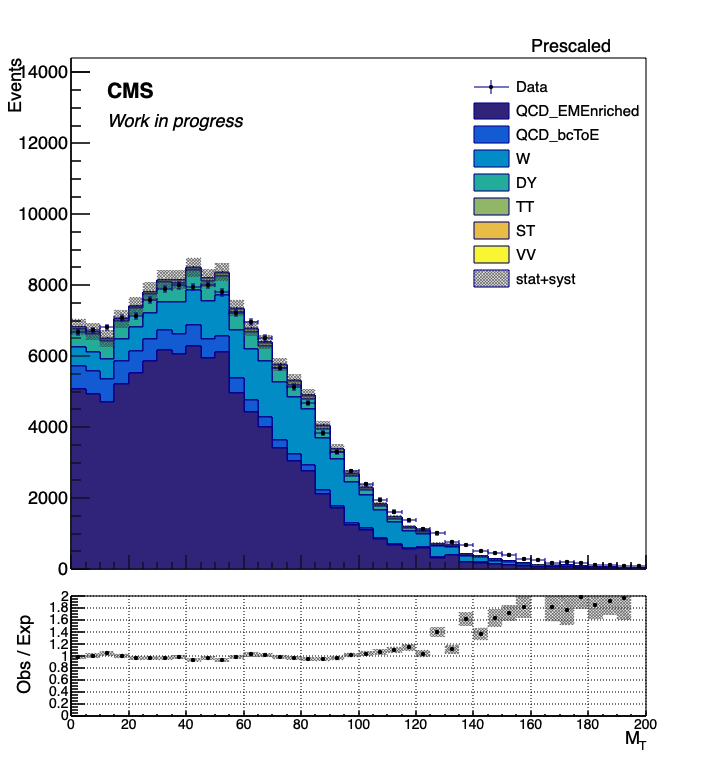 Prescaled
Events
14000
12000
10000
8000
6000
4000
2000
0
CMS
Work in progress
Data
QCD_EMEnriched
QCD_bcToE
W
DY
TT
ST
VV
stat+syst
Obs / Exp
2
1.8
1.6
1.4
1.2
1
0.8
0.6
0.4
0.2
0
0 20 40 60 80 100 120 140 160 180 200
M_T